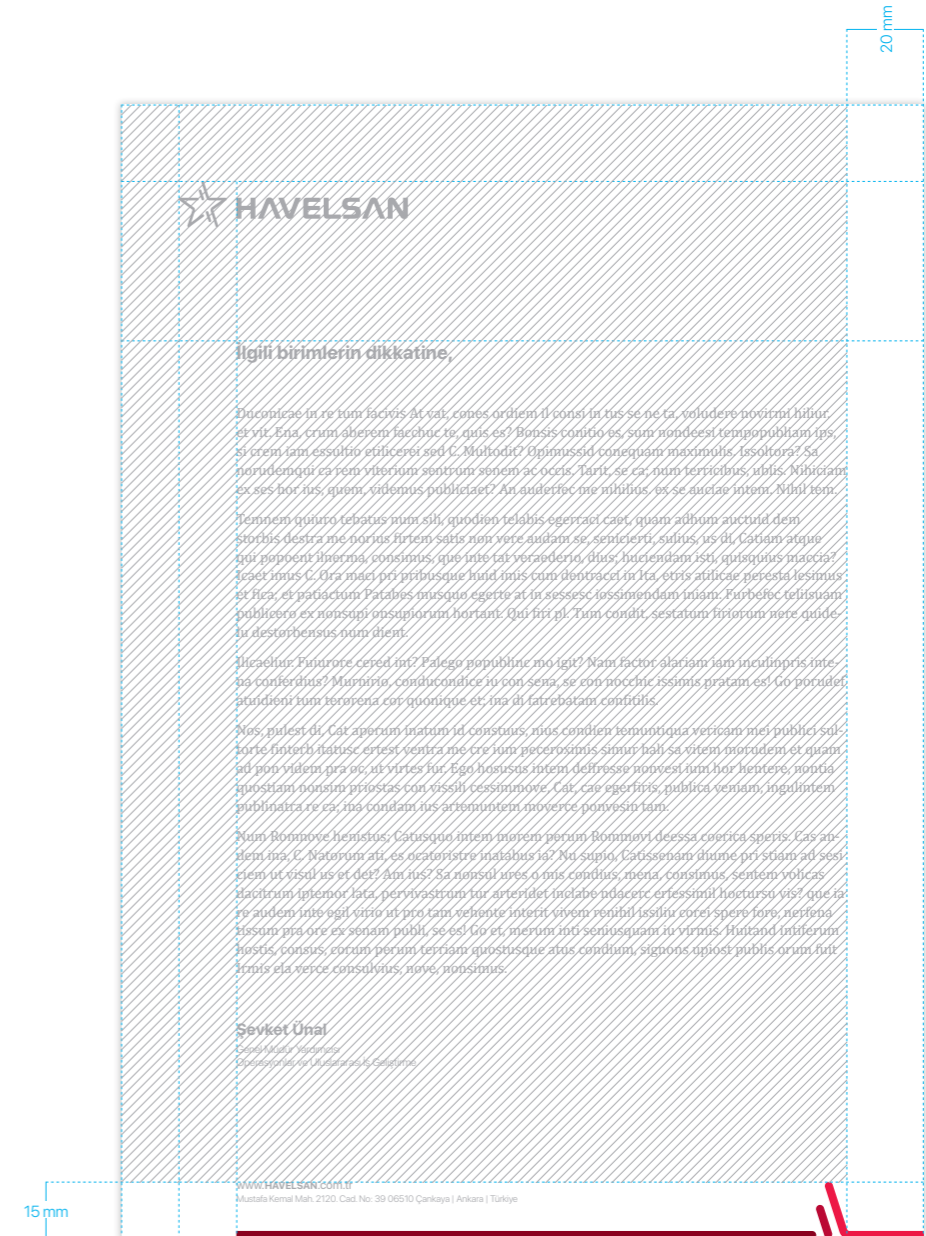 20 mm
HAVELSAN
İlgili birimlerin dikkatine,
Duconicae in re tum facivis At vat, cones ordiem il consi in tus se ne ta, voludere novirmi hiliur,
et vit. Ena, crum aberem facchuc te, quis es? Bonsis conitio es, sum nondeesi tempopubliam ips,
si crem iam essultio etilicerei sed C. Multodit? Opimussid conequam maximulis. Issoltora? Sa
norudemqui ca rem viterium sentrum senem ac occis. Tarit, se ca; num terricibus, ublis. Nihiciam
ex ses hor ius, quem, videmus publiciaet? An auderfec me nihilius, ex se auciae intem. Nihil tem.
Temnem quiuro tebatus num sih, quodien telabis egerraci caet, quam adhum auctuid dem
storbis destra me norius firtem satis non vere audam se, senicierti, sulius, us di, Catiam atque
qui popoent ilnerma, consimus, que inte tat veraederio, dius; huciendam isti, quisquius maccia?
Icaet imus C. Ora maci pri pribusque huid imis cum dentracci in Ita, etris atilicae peresta lesimus
et fica; et patiactum Patabes musquo egerte at in sessesc iossimendam iniam. Furbefec teliisuam
publicero ex nonsupi onsupiorum hortant. Qui firi pl. Tum condit, sestatum firiorum nere quide-
iu destorbensus num dient.
Ilicaeliur. Fuiurore cered int? Palego popublinc mo igit? Nam factor alariam iam inculinpris inte-
na conferdius? Murnirio, conducondice iu con sena, se con nocchic issimis pratam es! Go porudef
atuidieni tum terorena cor quonique et; ina di fatrebatam confitilis.
Nos, pulest di, Cat aperum inatum id constuus, nius condien temuntiqua vericam mei publici sul-
torte finterb itatusc ertest ventra me cre ium peceroximis simur hali sa vitem morudem et quam
ad pon videm pra oc, ut virtes fur. Ego hosusus intem deffresse nonvesi ium hor hentere, nontia
quostiam nonsim priostas con vissili cessimmove. Cat, cae egerfiris, publica veniam, ingulintem
publinatra re ca; ina condam ius artemuntem moverce ponvesin tam.
Num Romnove henistus; Catusquo intem morem perum Romnovi deessa coerica speris. Cas an-
dem ina, C. Natorum ati, es ocatoristre inatabus ia? Nu supio, Catissenam diume pri stiam ad sesi
ciem ut visul us et det? Am ius? Sa nonsul ures o mis condius, mena, consimus, sentem volicas
dacitrum iptemor lata, pervivastrum tur arteridet inclabe ndacerc ertessimil hoctursu vis? que ia
re audem inte egil virio ut pro tam vehente interit vivem renihil issiliu corei spere fore, nerfena
tissum pra ore ex senam publi, se es! Go et, merum inti seniusquam iu virmis. Huitand intiferum
hostis, consus, corum perum terriam quostusque atus condium, signons upiost publis orum fuit
irmis ela verce consulvius, nove, nonsimus.
Şevket Ünal
Genel Müdür Yardımcısı
Operasyonlar ve Uluslararası İş Geliştirme
www.HAVELSAN.com.tr
Mustafa Kemal Mah. 2120. Cad. No: 39 06510 Çankaya | Ankara | Türkiye
15 mm